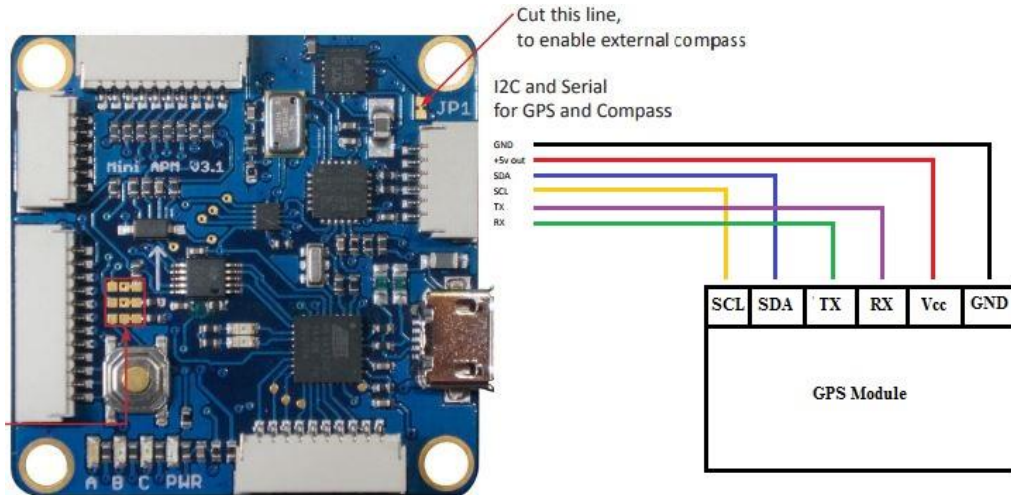 Cut this line,
to enable external compass
JP1
I2C and Serial
for GPS and Compass
Mini APM V3.1
GND
+5v out
SDA
SCL
TX
RX
SCL SDA TX RX Vcc GND
GPS Module
A B C PWR